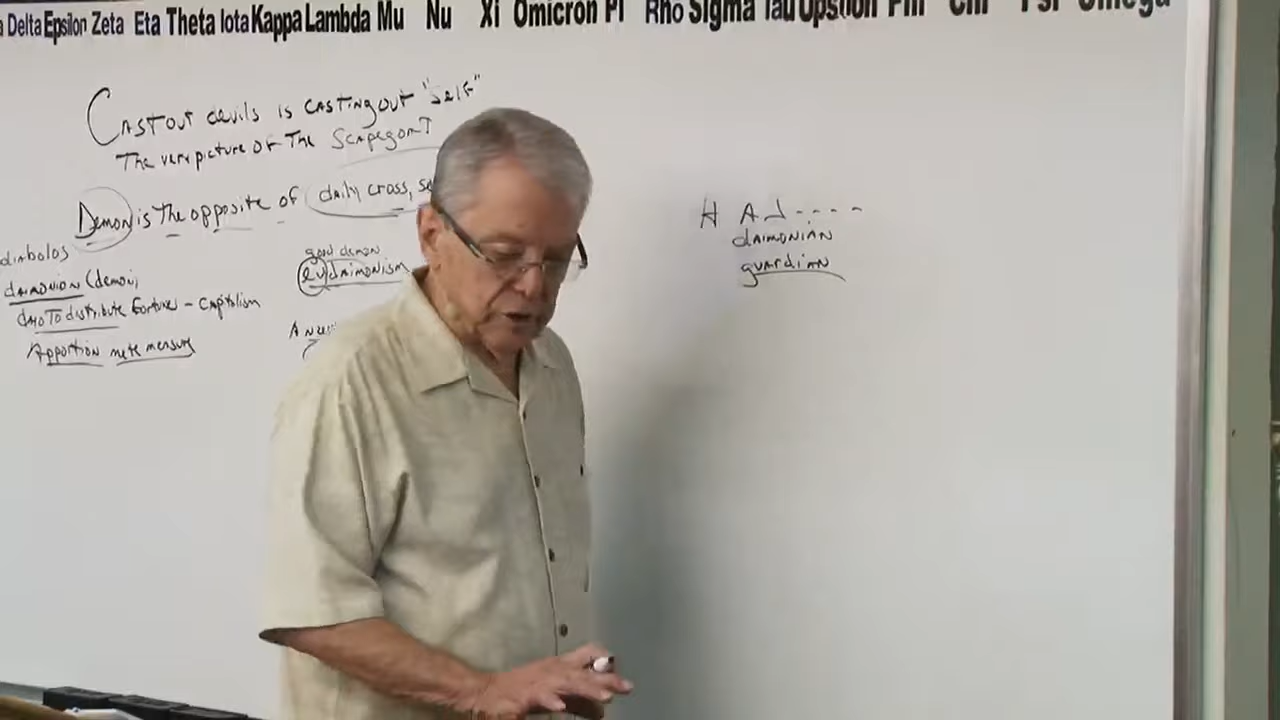 Delta Epsilon Zeta Eta Theta Iota Kappa Lambda Mu Nu Xi Omicron Pi Rho Sigma Tau Upsilon Phi Chi Psi Omega
CAST OUT devils is CASTING OUT "Self"
The very picture of The Scapegoat
Demon is The opposite of daily cross,
diabolos
DAIMONION (demon)
DAIO To distribute fortunes - Capitalism
Apportion mete measure
good demon
(eu)daimonism
H A J - - - -
dAIMONIAN
guardian